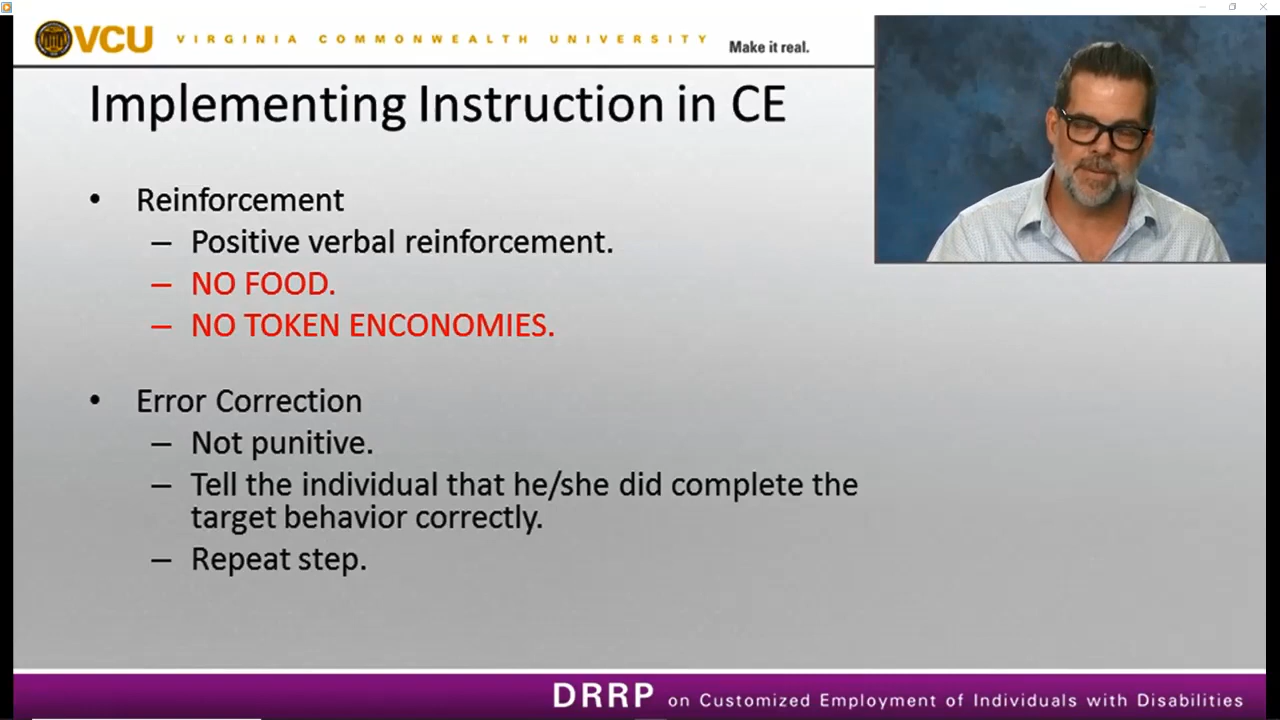 VCU VIRGINIA COMMONWEALTH UNIVERSITY Make it real.
Implementing Instruction in CE
• Reinforcement
– Positive verbal reinforcement.
– NO FOOD.
– NO TOKEN ENCONOMIES.
• Error Correction
– Not punitive.
– Tell the individual that he/she did complete the
target behavior correctly.
– Repeat step.
DRRP on Customized Employment of Individuals with Disabilities